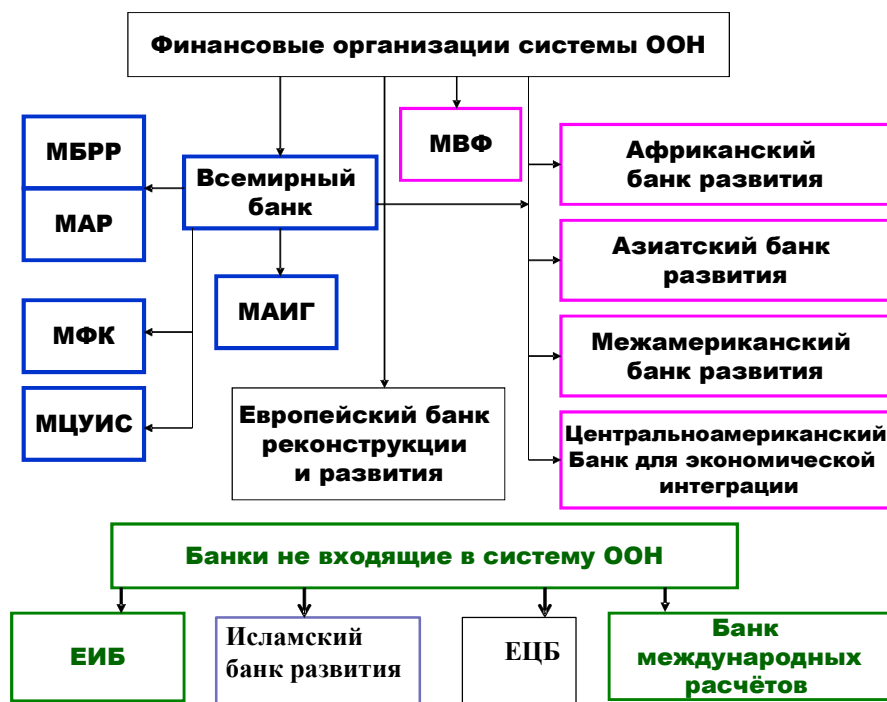 Финансовые организации системы ООН
МБРР
МАР
Всемирный
банк
МВФ
Африканский
банк развития
Азиатский банк
развития
МАИГ
МФК
Межамериканский
банк развития
МЦУИС
Европейский банк
реконструкции
и развития
Центральноамериканский
Банк для экономической
интеграции
Банки не входящие в систему ООН
ЕИБ
Исламский
банк развития
ЕЦБ
Банк
международных
расчётов